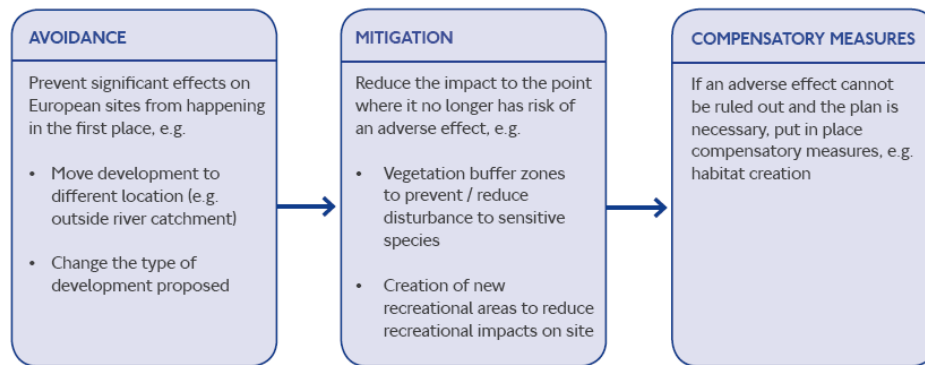 AVOIDANCE
Prevent significant effects on
European sites from happening
in the first place, e.g.
• Move development to
different location (e.g.
outside river catchment)
• Change the type of
development proposed
MITIGATION
Reduce the impact to the point
where it no longer has risk of
an adverse effect, e.g.
• Vegetation buffer zones
to prevent / reduce
disturbance to sensitive
species
• Creation of new
recreational areas to reduce
recreational impacts on site
COMPENSATORY MEASURES
If an adverse effect cannot
be ruled out and the plan is
necessary, put in place
compensatory measures, e.g.
habitat creation